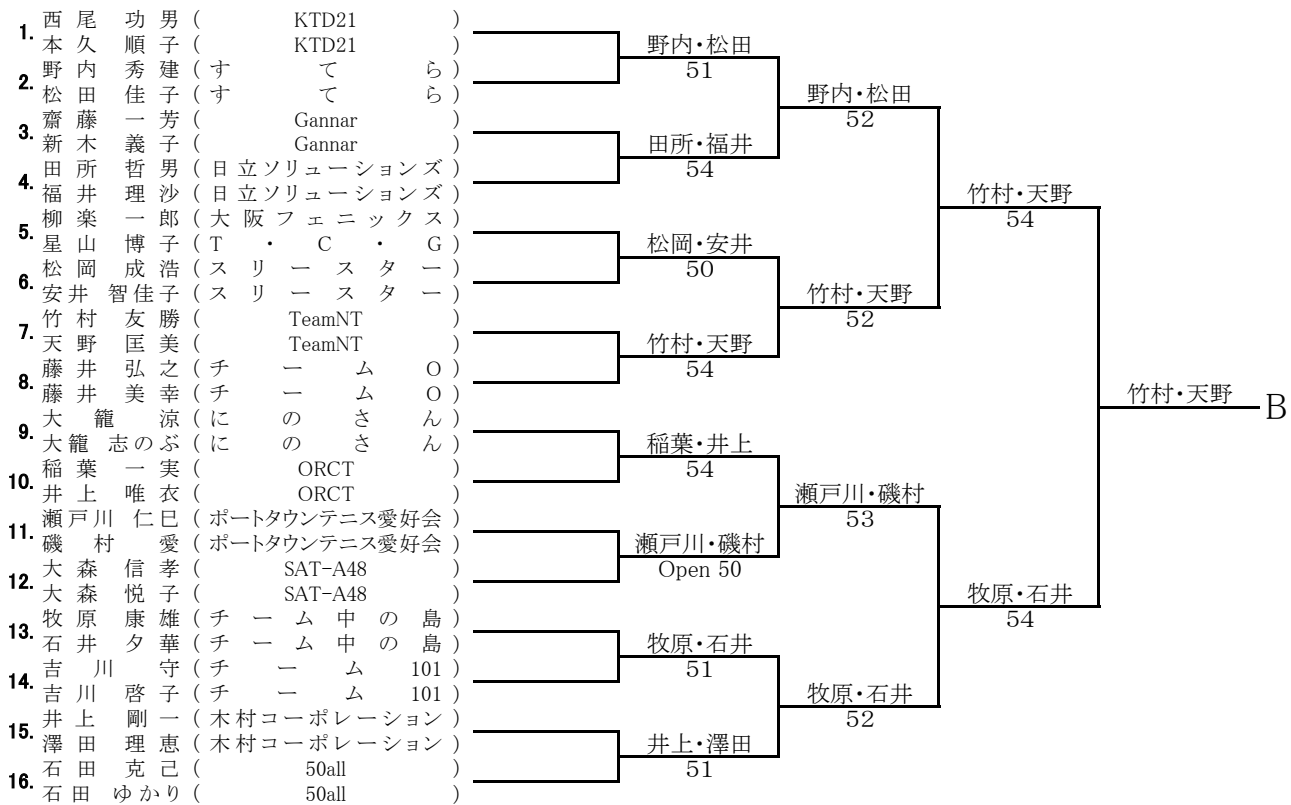 1. 西尾 功男 ( KTD21 )
本久 順子 ( KTD21 )
2. 野内 秀建 ( すてら )
松田 佳子 ( すてら )
3. 齋藤 一芳 ( Gannar )
新木 義子 ( Gannar )
4. 田所 哲男 ( 日立ソリューションズ )
福井 理沙 ( 日立ソリューションズ )
5. 柳楽 一郎 ( 大阪フェニックス )
星山 博子 ( T・C・G )
6. 松岡 成浩 ( スリースター )
安井 智佳子 ( スリースター )
7. 竹村 友勝 ( TeamNT )
天野 匡美 ( TeamNT )
8. 藤井 弘之 ( チームO )
藤井 美幸 ( チームO )
9. 大籠 涼 ( にのさん )
大籠 志のぶ ( にのさん )
10. 稲葉 一実 ( ORCT )
井上 唯衣 ( ORCT )
11. 瀬戸川 仁巳 ( ポートタウンテニス愛好会 )
磯村 愛 ( ポートタウンテニス愛好会 )
12. 大森 信孝 ( SAT-A48 )
大森 悦子 ( SAT-A48 )
13. 牧原 康雄 ( チーム中の島 )
石井 夕華 ( チーム中の島 )
14. 吉川 守 ( チーム101 )
吉川 啓子 ( チーム101 )
15. 井上 剛一 ( 木村コーポレーション )
澤田 理恵 ( 木村コーポレーション )
16. 石田 克己 ( 50all )
石田 ゆかり ( 50all )
野内・松田
51
田所・福井
54
松岡・安井
50
竹村・天野
54
稲葉・井上
54
瀬戸川・磯村
Open 50
牧原・石井
51
井上・澤田
51
野内・松田
52
竹村・天野
52
瀬戸川・磯村
53
牧原・石井
52
竹村・天野
54
牧原・石井
54
竹村・天野
B